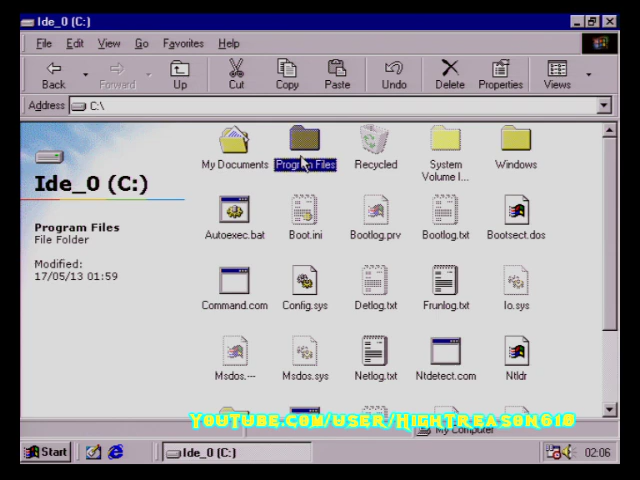 Ide_0 (C:)
File Edit View Go Favorites Help
Back Forward Up Cut Copy Paste Undo Delete Properties Views
Address C:\
Ide_0 (C:)
Program Files
File Folder
Modified:
17/05/13 01:59
My Documents Program Files Recycled System Volume I... Windows
Autoexec.bat Boot.ini Bootlog.prv Bootlog.txt Bootsect.dos
Command.com Config.sys Detlog.txt Frunlog.txt Io.sys
Msdos.--- Msdos.sys Netlog.txt Ntdetect.com Ntldr
YouTube.com/user/HighTreason610
My Computer
Start Ide_0 (C:) 02:06